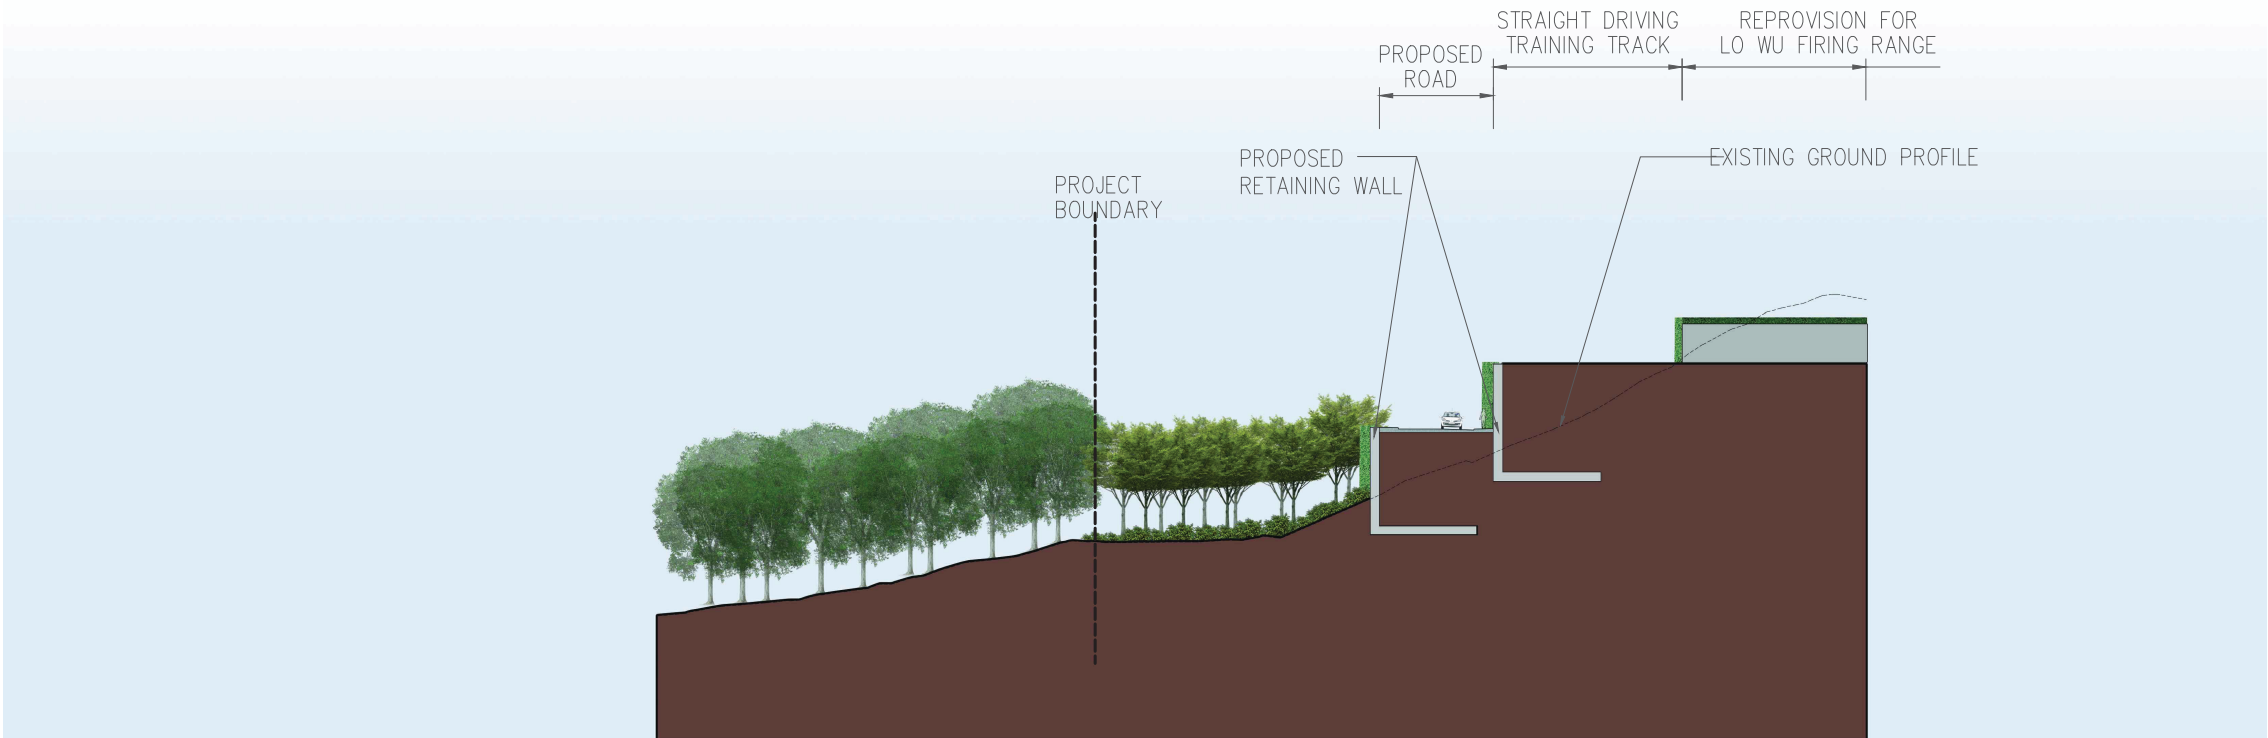 STRAIGHT DRIVING
TRAINING TRACK
REPROVISION FOR
LO WU FIRING RANGE
PROPOSED
ROAD
PROPOSED
RETAINING WALL
EXISTING GROUND PROFILE
PROJECT
BOUNDARY